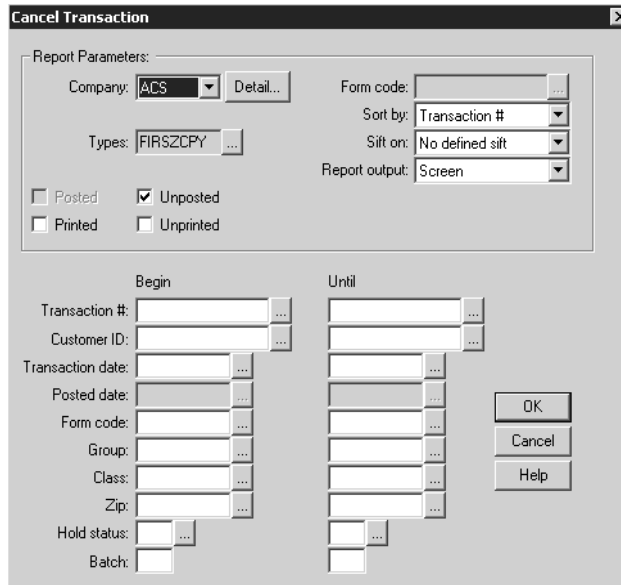 Cancel Transaction
Report Parameters:
Company: ACS Detail... Form code: ...
Sort by: Transaction #
Types: FIRSZCPY ... Sift on: No defined sift
Report output: Screen
Posted Unposted
Printed Unprinted
Begin Until
Transaction #: ... ...
Customer ID: ... ...
Transaction date: ... ...
Posted date: ... ...
Form code: ... ...
Group: ... ...
Class: ... ...
Zip: ... ...
Hold status: ... ...
Batch:
OK
Cancel
Help